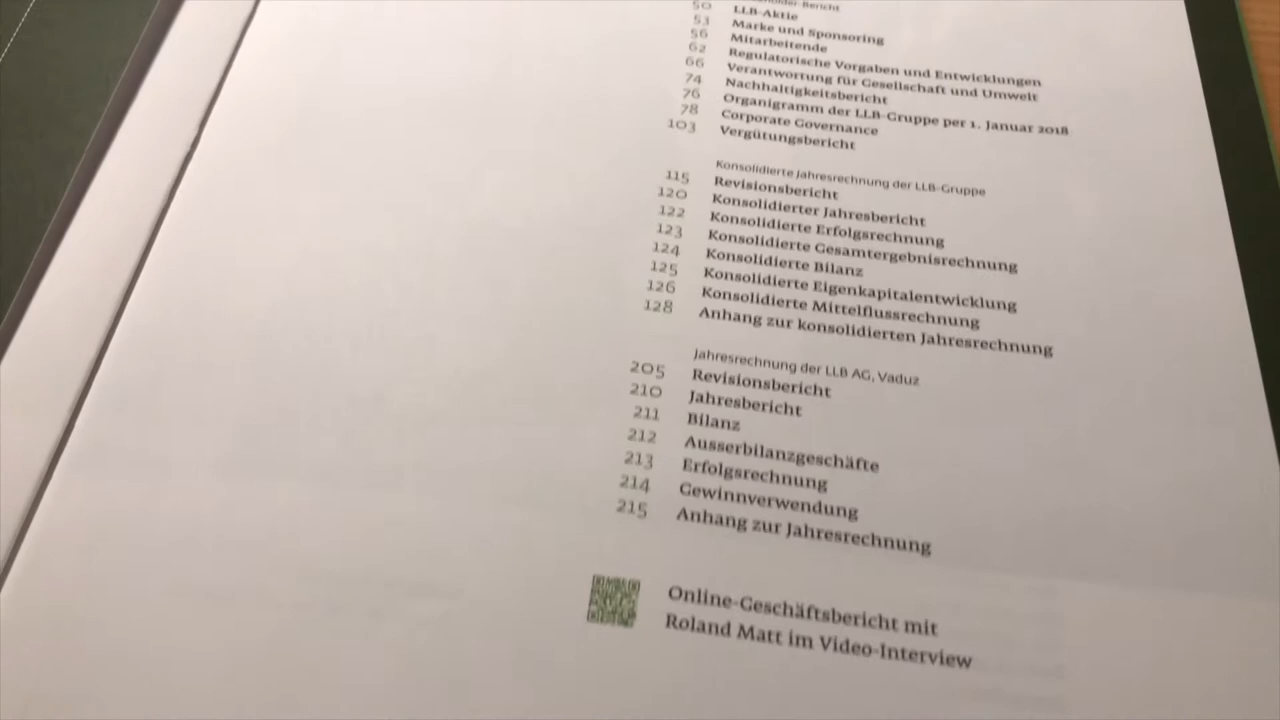 50 LLB-Aktie
53 Marke und Sponsoring
56 Mitarbeitende
62 Regulatorische Vorgaben und Entwicklungen
66 Verantwortung für Gesellschaft und Umwelt
74 Nachhaltigkeitsbericht
76 Organigramm der LLB-Gruppe per 1. Januar 2018
78 Corporate Governance
103 Vergütungsbericht
Konsolidierte Jahresrechnung der LLB-Gruppe
115 Revisionsbericht
120 Konsolidierter Jahresbericht
122 Konsolidierte Erfolgsrechnung
123 Konsolidierte Gesamtergebnisrechnung
124 Konsolidierte Bilanz
125 Konsolidierte Eigenkapitalentwicklung
126 Konsolidierte Mittelflussrechnung
128 Anhang zur konsolidierten Jahresrechnung
Jahresrechnung der LLB AG, Vaduz
205 Revisionsbericht
210 Jahresbericht
211 Bilanz
212 Ausserbilanzgeschäfte
213 Erfolgsrechnung
214 Gewinnverwendung
215 Anhang zur Jahresrechnung
Online-Geschäftsbericht mit
Roland Matt im Video-Interview